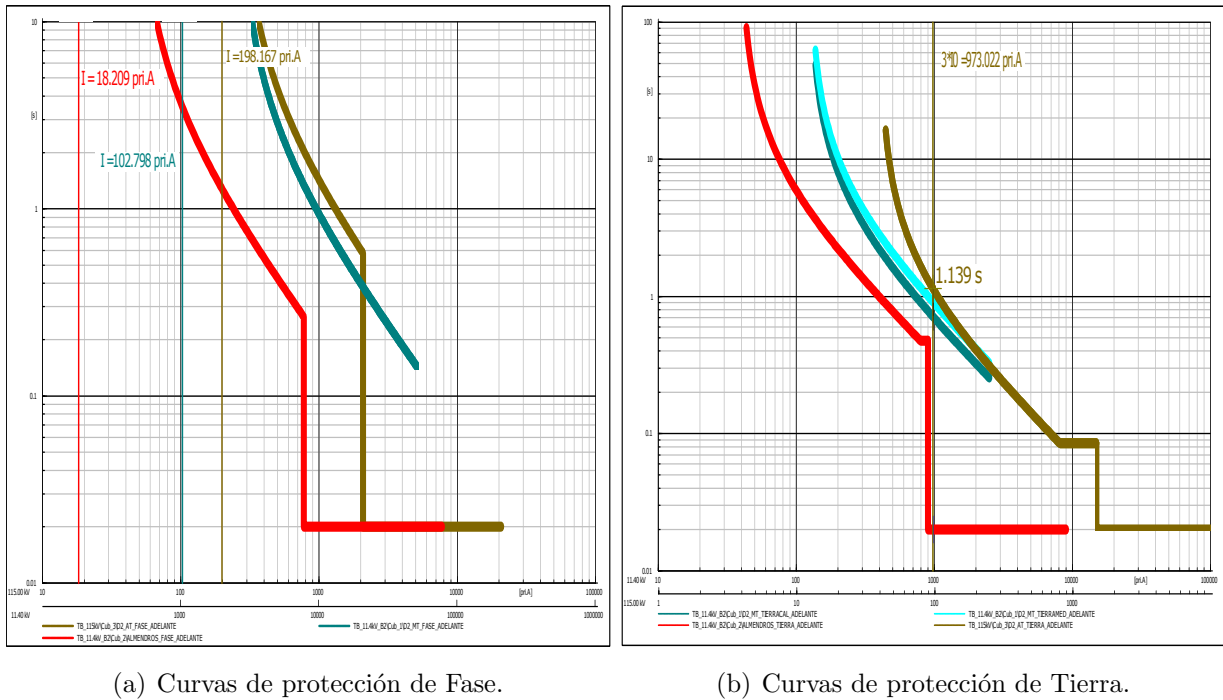 10
I = 18.209 pri.A
I =198.167 pri.A
[s]
I =102.798 pri.A
1
0.1
0.01
115.00 kV 10 100 1000 10000 [pri.A] 100000
11.40 kV 1000 10000 100000 1000000
TB_115kV\Cub_3\D2_AT_FASE_ADELANTE
TB_11.4kV_B2\Cub_1\D2_MT_FASE_ADELANTE
TB_11.4kV_B2\Cub_2\ALMENDROS_FASE_ADELANTE
100
3*I0 =973.022 pri.A
[s]
10
1.139 s
1
0.1
0.01
11.40 kV 10 100 1000 10000 [pri.A] 100000
115.00 kV 1 10 100 1000 10000
TB_11.4kV_B2\Cub_1\D2_MT_TIERRACAL_ADELANTE
TB_11.4kV_B2\Cub_1\D2_MT_TIERRAMED_ADELANTE
TB_11.4kV_B2\Cub_2\ALMENDROS_TIERRA_ADELANTE
TB_115kV\Cub_3\D2_AT_TIERRA_ADELANTE
(a) Curvas de protección de Fase.
(b) Curvas de protección de Tierra.